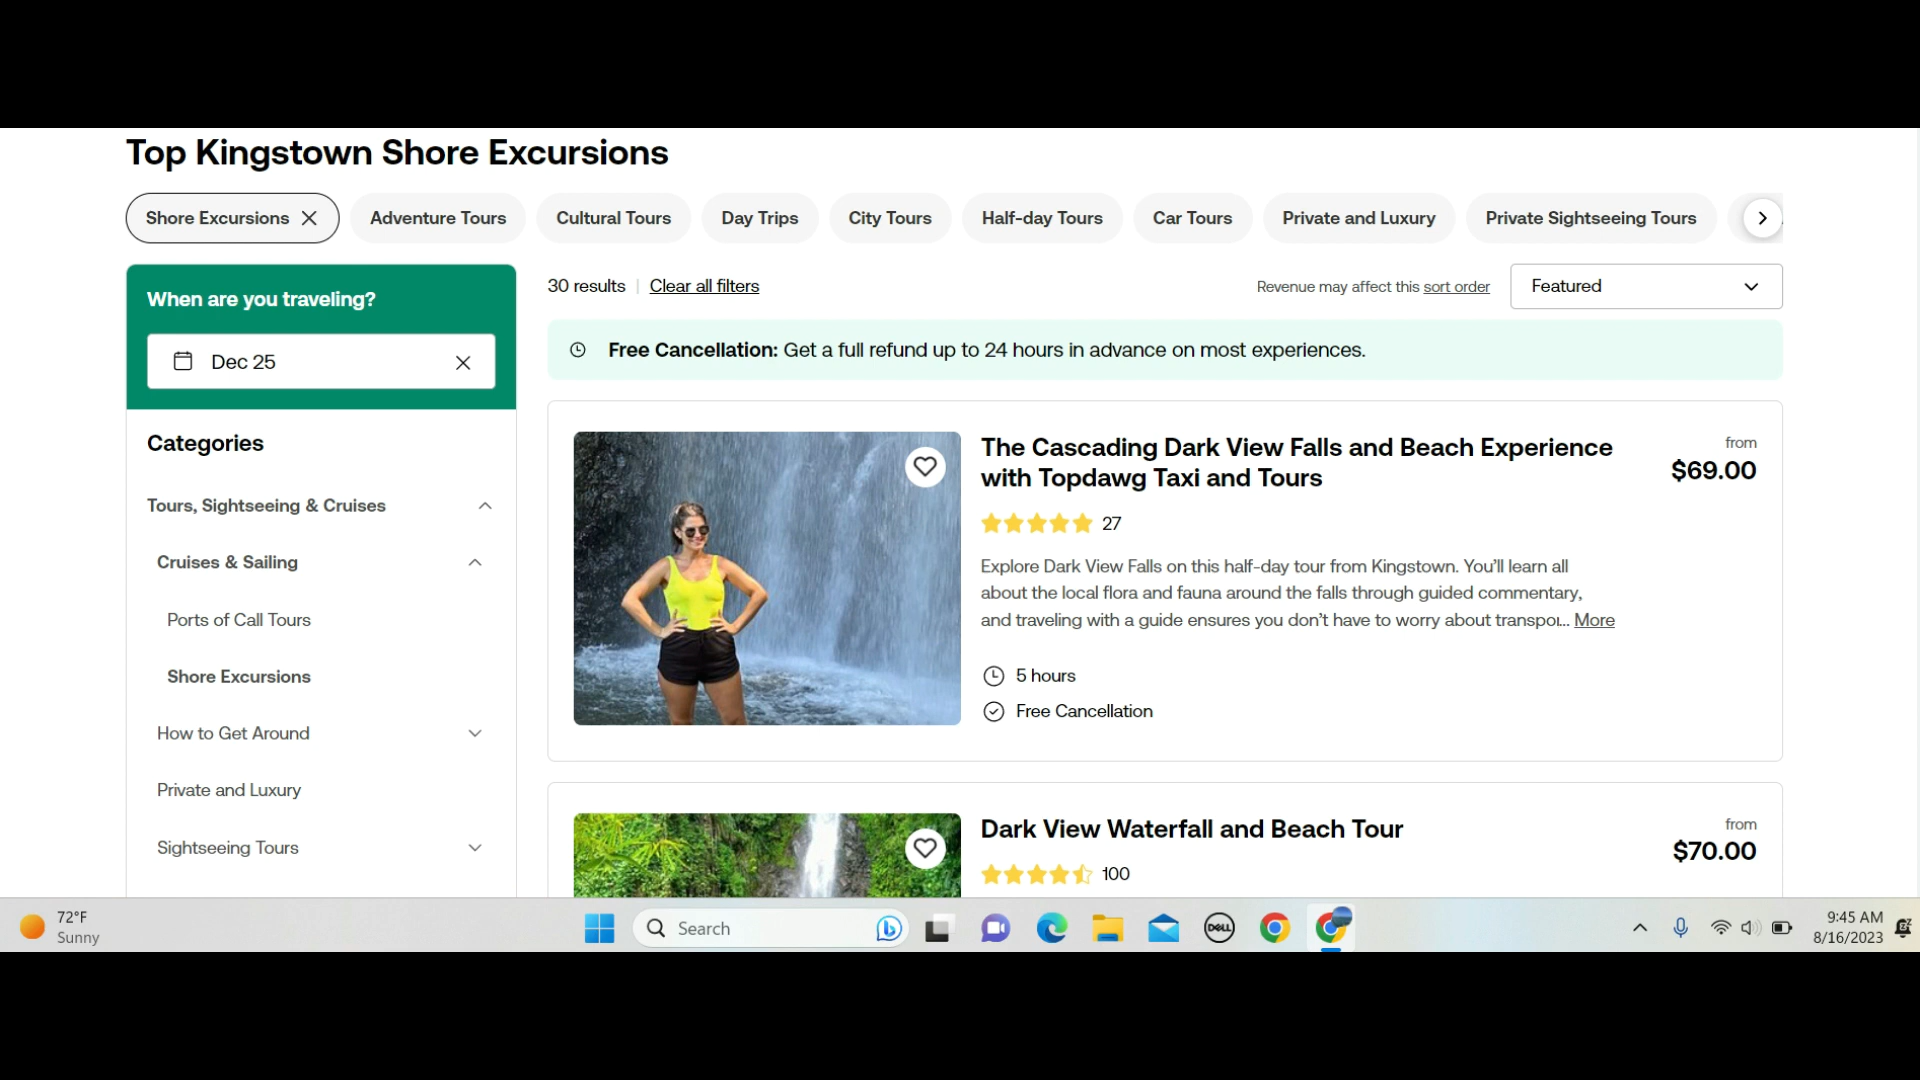 Top Kingstown Shore Excursions
Shore Excursions
Adventure Tours
Cultural Tours
Day Trips
City Tours
Half-day Tours
Car Tours
Private and Luxury
Private Sightseeing Tours
When are you traveling?
Dec 25
30 results
Clear all filters
Revenue may affect this sort order
Featured
Free Cancellation: Get a full refund up to 24 hours in advance on most experiences.
Categories
Tours, Sightseeing & Cruises
Cruises & Sailing
Ports of Call Tours
Shore Excursions
How to Get Around
Private and Luxury
Sightseeing Tours
The Cascading Dark View Falls and Beach Experience
with Topdawg Taxi and Tours
from
$69.00
27
Explore Dark View Falls on this half-day tour from Kingstown. You’ll learn all
about the local flora and fauna around the falls through guided commentary,
and traveling with a guide ensures you don’t have to worry about transpo... More
5 hours
Free Cancellation
Dark View Waterfall and Beach Tour
from
$70.00
100
72°F
Sunny
Search
DELL
9:45 AM
8/16/2023